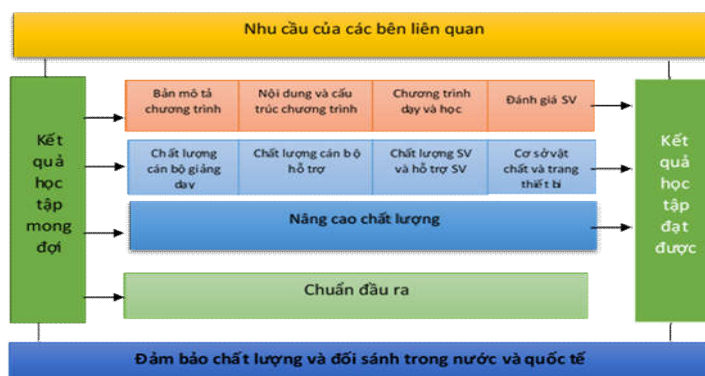 Nhu cầu của các bên liên quan
Kết
quả
học
tập
mong
đợi
Bản mô tả
chương trình
Nội dung và cấu
trúc chương trình
Chương trình
dạy và học
Đánh giá SV
Chất lượng
cán bộ giảng
dạy
Chất lượng cán bộ
hỗ trợ
Chất lượng SV
và hỗ trợ SV
Cơ sở vật
chất và trang
thiết bị
Nâng cao chất lượng
Chuẩn đầu ra
Kết
quả
học
tập
đạt
được
Đảm bảo chất lượng và đối sánh trong nước và quốc tế